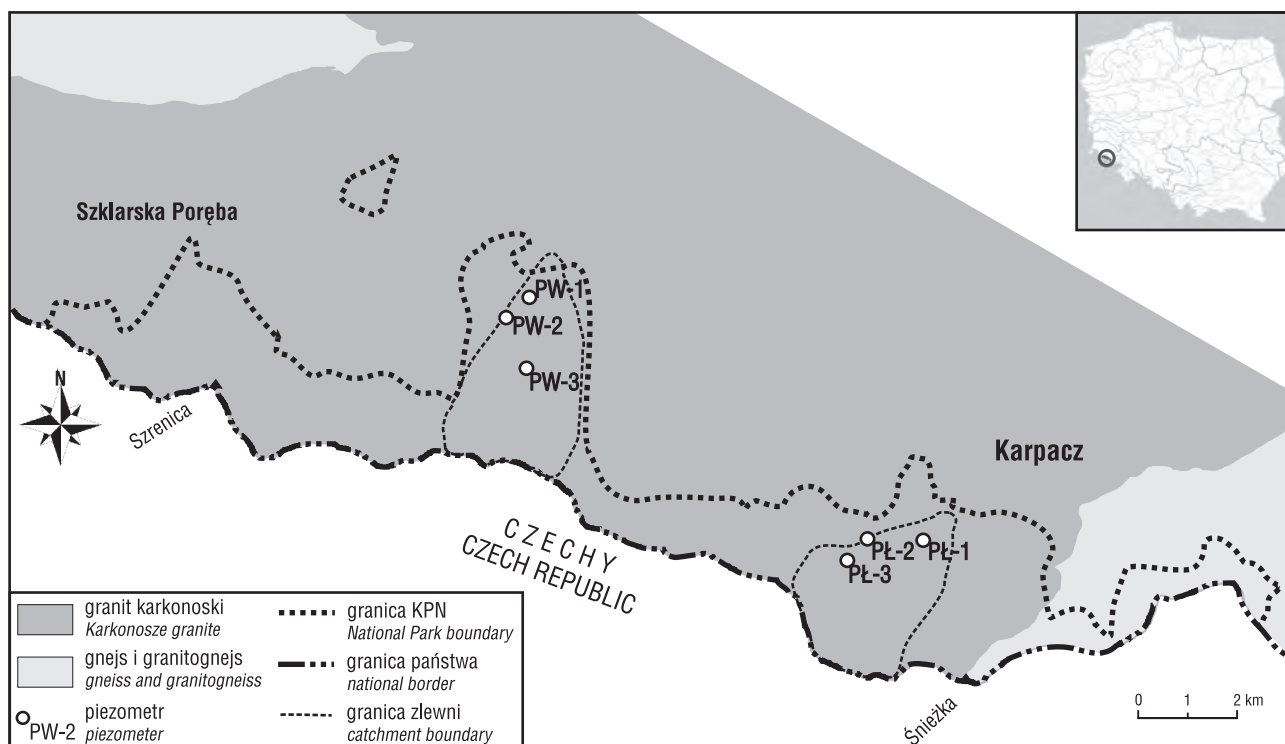 Szklarska Poręba
PW-1
PW-2
PW-3
N
Szrenica
Karpacz
CZECHY
CZECH REPUBLIC
PŁ-2
PŁ-1
PŁ-3
Śnieżka
granit karkonoski
Karkonosze granite
gnejs i granitognejs
gneiss and granitogneiss
PW-2
piezometr
piezometer
granica KPN
National Park boundary
granica państwa
national border
granica zlewni
catchment boundary
0 1 2 km